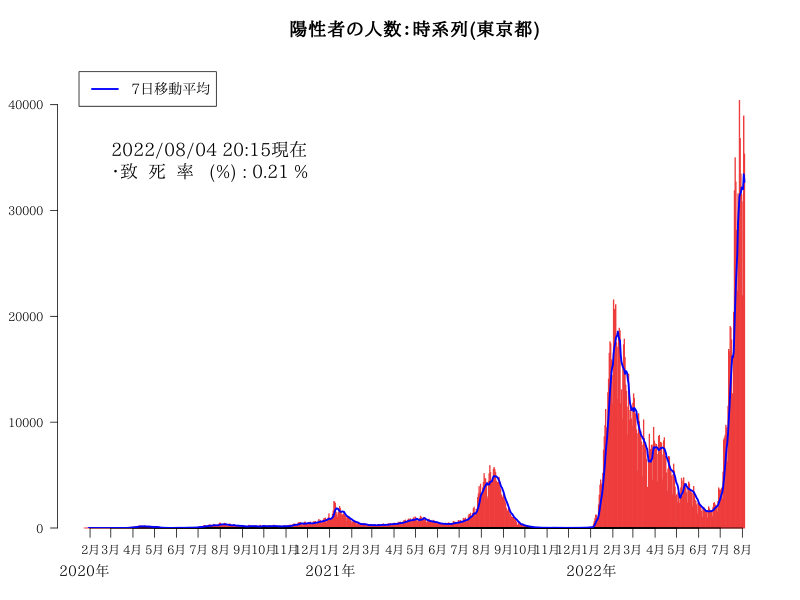 陽性者の人数：時系列(東京都)
7日移動平均
2022/08/04 20:15現在
・致 死 率 (%) : 0.21 %
40000
30000
20000
10000
0
2月 3月 4月 5月 6月 7月 8月 9月 10月 11月 12月 1月 2月 3月 4月 5月 6月 7月 8月 9月 10月 11月 12月 1月 2月 3月 4月 5月 6月 7月 8月
2020年 2021年 2022年